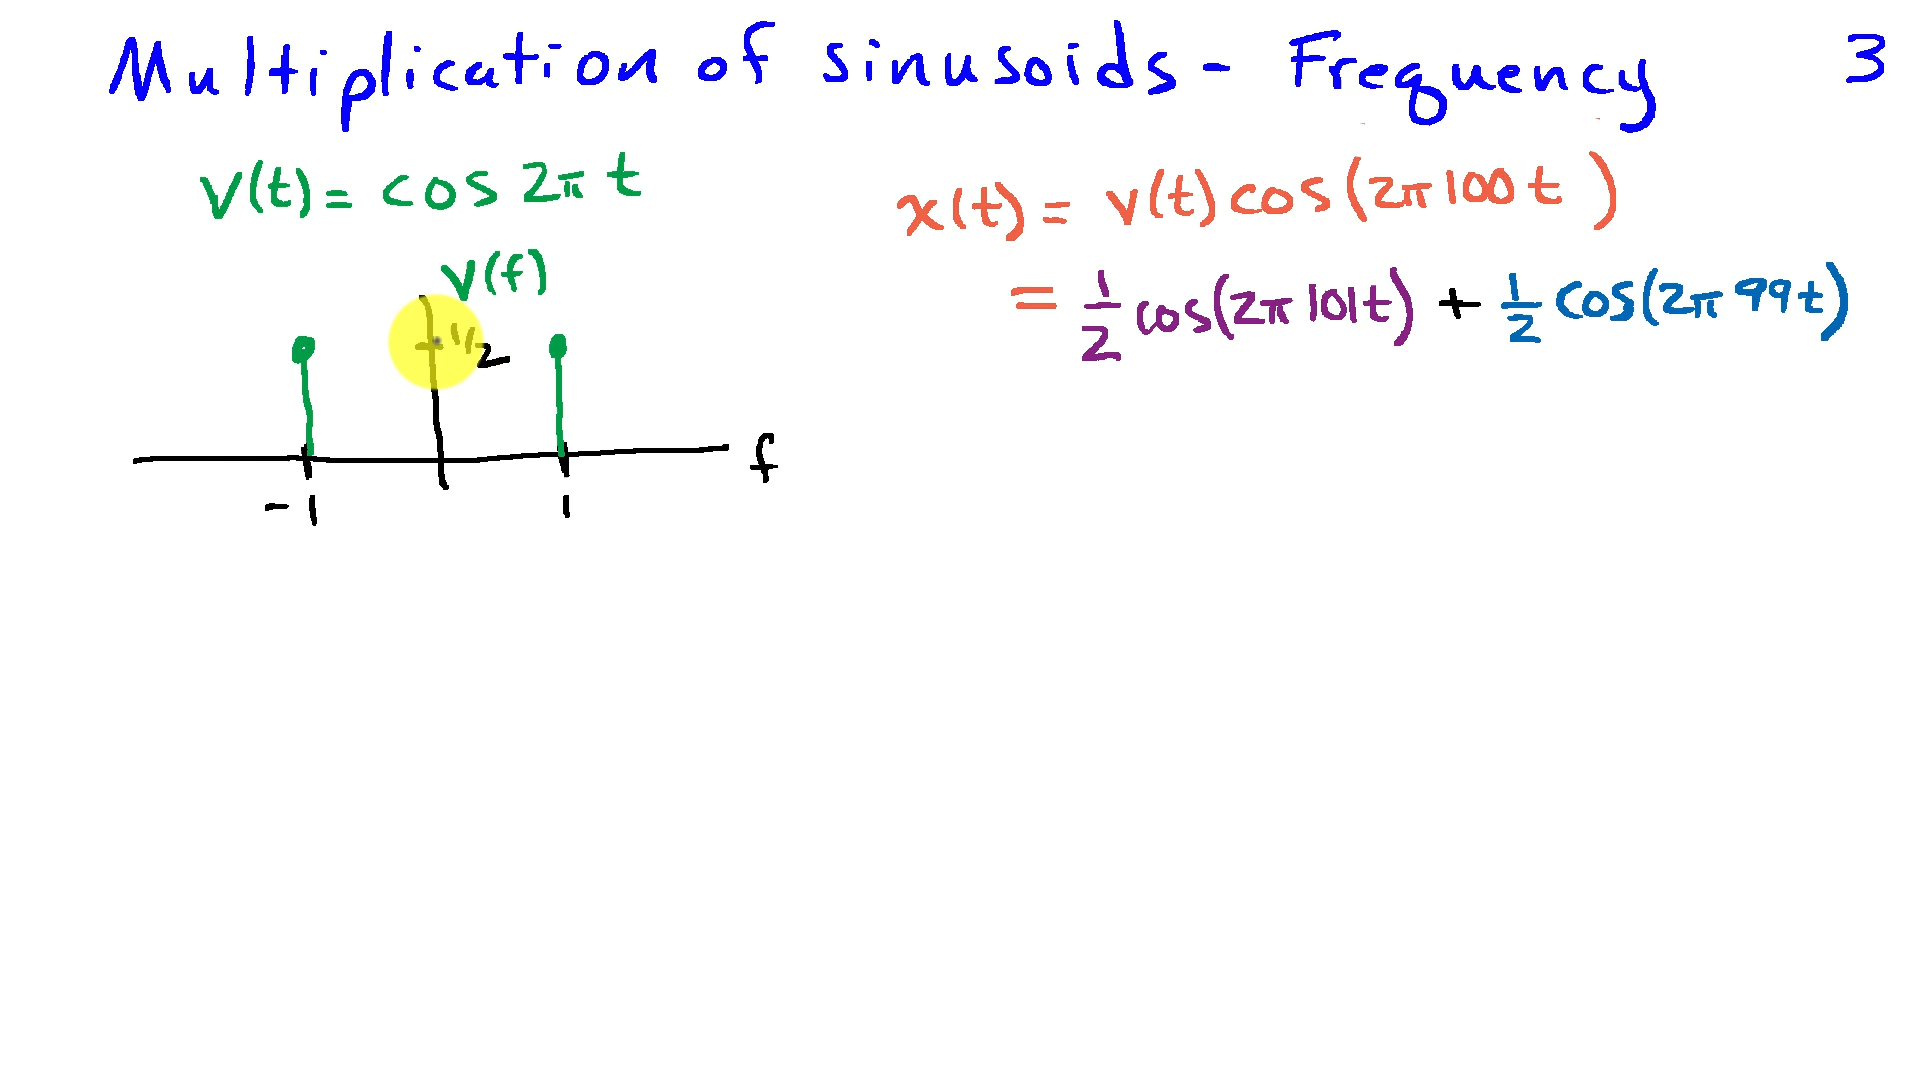 Multiplication of sinusoids - Frequency 3
v(t) = cos 2π t
x(t) = v(t) cos(2π 100 t )
= 1/2 cos(2π 101t) + 1/2 cos(2π 99t)
V(f)
1/2
f
-1 1